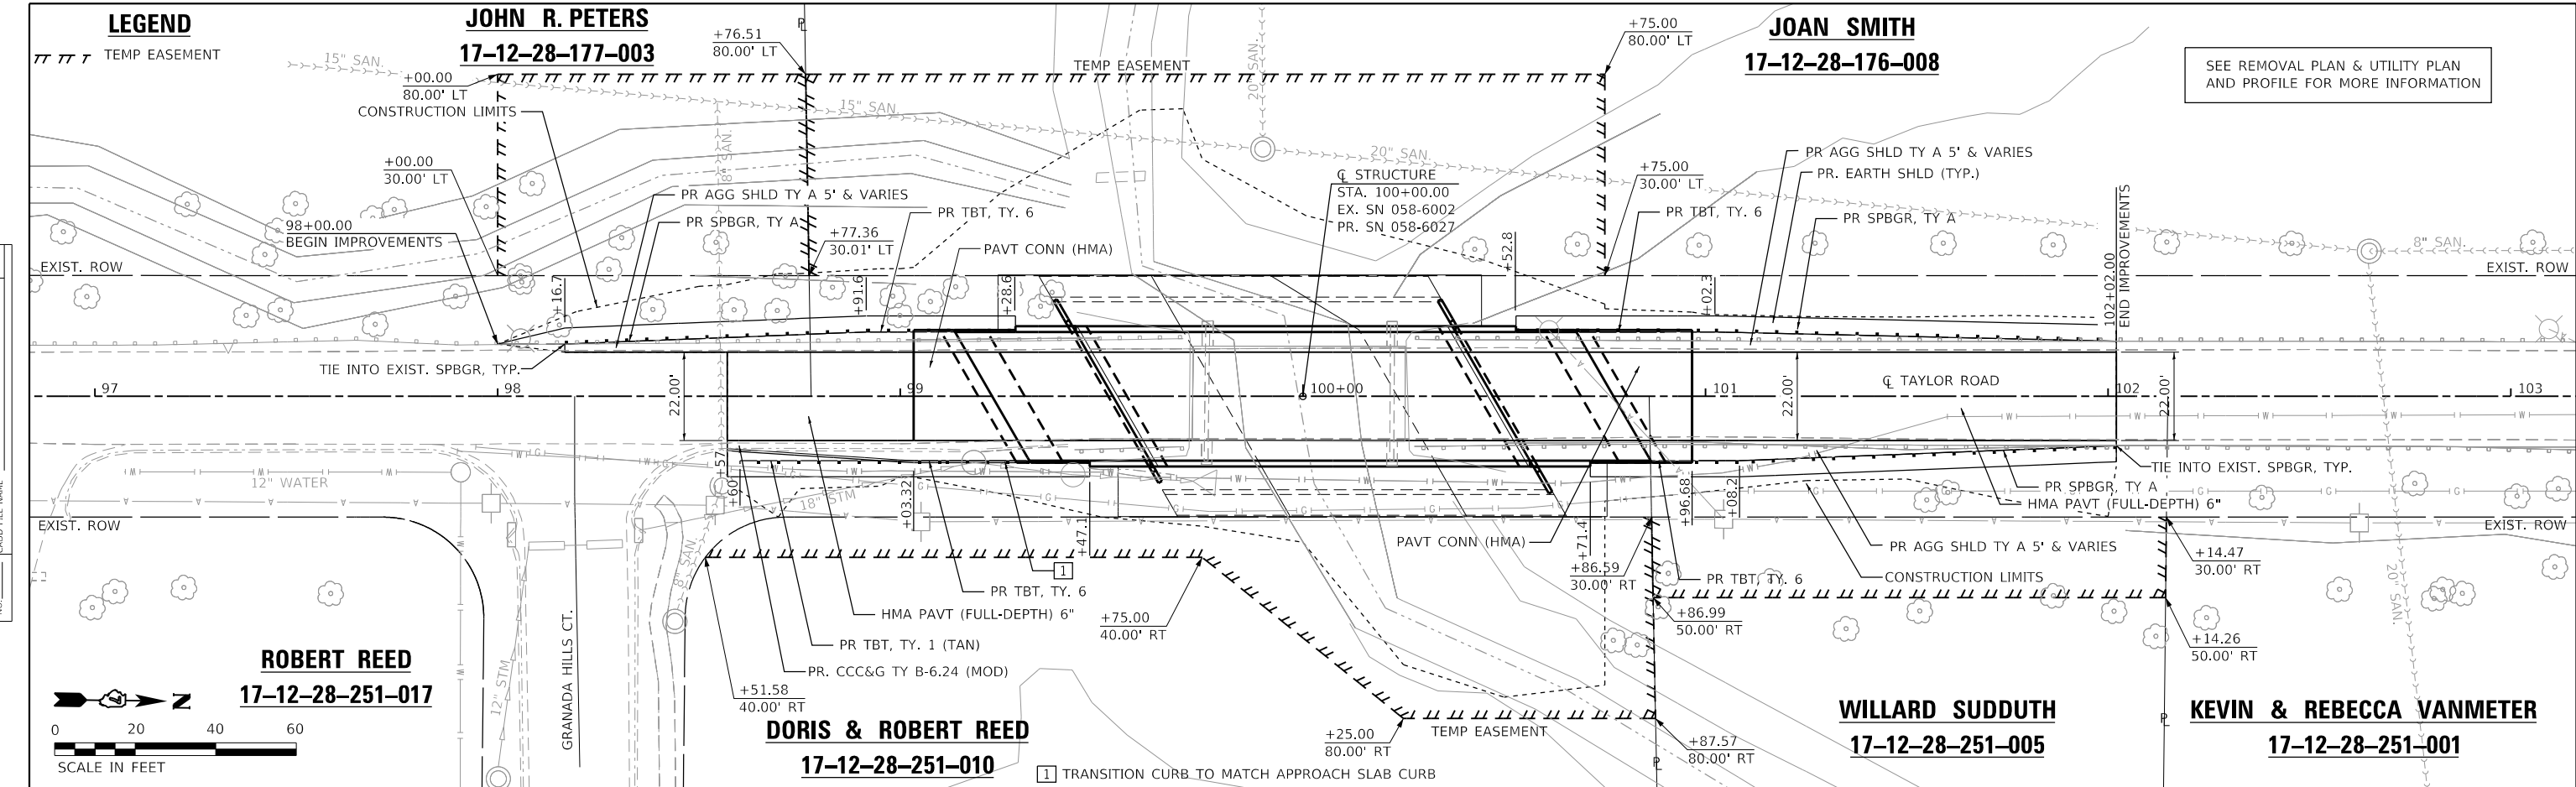 LEGEND
TEMP EASEMENT
JOHN R. PETERS
17-12-28-177-003
JOAN SMITH
17-12-28-176-008
SEE REMOVAL PLAN & UTILITY PLAN
AND PROFILE FOR MORE INFORMATION
15" SAN.
+00.00
80.00' LT
+76.51
80.00' LT
TEMP EASEMENT
+75.00
80.00' LT
CONSTRUCTION LIMITS
15" SAN.
8" SAN.
20" SAN.
20" SAN.
+00.00
30.00' LT
PR AGG SHLD TY A 5' & VARIES
PR SPBGR, TY A
PR TBT, TY. 6
+77.36
30.01' LT
PAVT CONN (HMA)
℄ STRUCTURE
STA. 100+00.00
EX. SN 058-6002
PR. SN 058-6027
+75.00
30.00' LT
PR TBT, TY. 6
PR AGG SHLD TY A 5' & VARIES
PR. EARTH SHLD (TYP.)
PR SPBGR, TY A
98+00.00
BEGIN IMPROVEMENTS
102+02.00
END IMPROVEMENTS
8" SAN.
EXIST. ROW
EXIST. ROW
+16.7
+91.6
+28.6
+52.8
+02.3
TIE INTO EXIST. SPBGR, TYP.
97
98
99
100+00
101
102
103
22.00'
22.00'
22.00'
℄ TAYLOR ROAD
12" WATER
+60
+57
+03.32
18" STM
+47.1
+71.4
+96.68
+08.2
TIE INTO EXIST. SPBGR, TYP.
PR SPBGR, TY A
HMA PAVT (FULL-DEPTH) 6"
EXIST. ROW
EXIST. ROW
PAVT CONN (HMA)
PR AGG SHLD TY A 5' & VARIES
CONSTRUCTION LIMITS
+14.47
30.00' RT
+86.59
30.00' RT
PR TBT, TY. 6
1
PR TBT, TY. 6
HMA PAVT (FULL-DEPTH) 6"
PR TBT, TY. 1 (TAN)
PR. CCC&G TY B-6.24 (MOD)
+75.00
40.00' RT
+86.99
50.00' RT
+14.26
50.00' RT
8" SAN.
12" STM
20" SAN.
GRANADA HILLS CT.
ROBERT REED
17-12-28-251-017
N
0 20 40 60
SCALE IN FEET
+51.58
40.00' RT
DORIS & ROBERT REED
17-12-28-251-010
+25.00
80.00' RT
TEMP EASEMENT
+87.57
80.00' RT
WILLARD SUDDUTH
17-12-28-251-005
KEVIN & REBECCA VANMETER
17-12-28-251-001
1 TRANSITION CURB TO MATCH APPROACH SLAB CURB